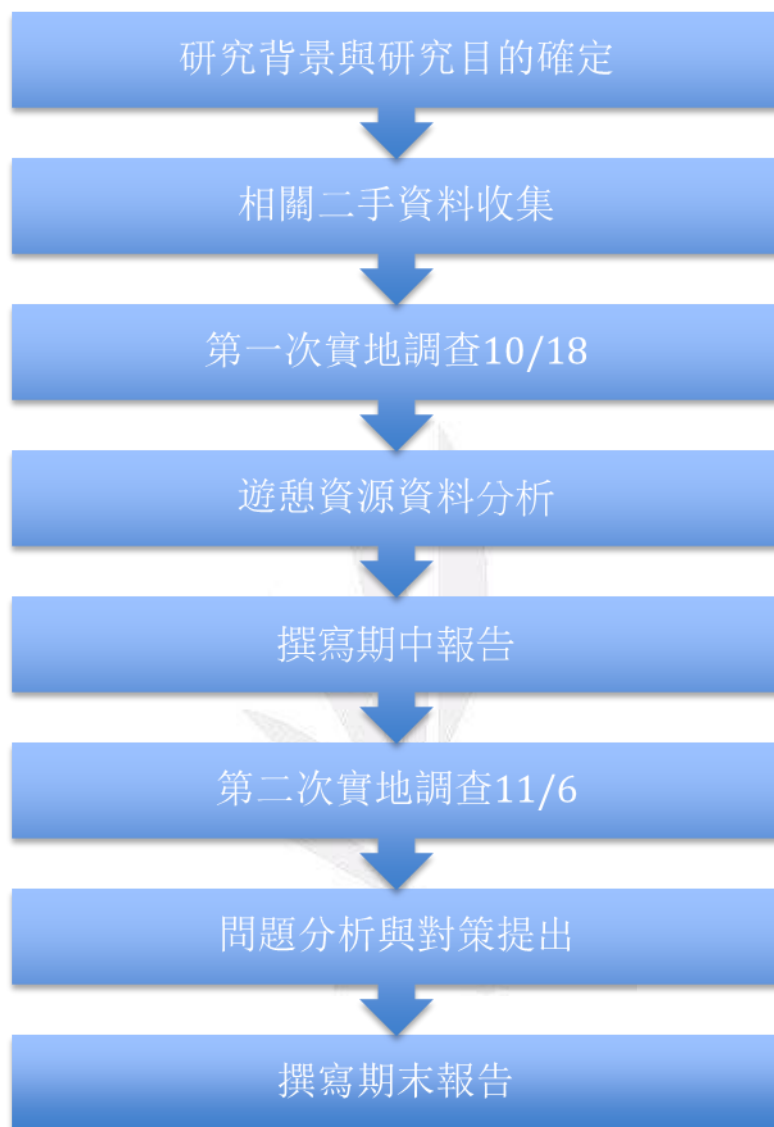 研究背景與研究目的確定
相關二手資料收集
第一次實地調查10/18
遊憩資源資料分析
撰寫期中報告
第二次實地調查11/6
問題分析與對策提出
撰寫期末報告